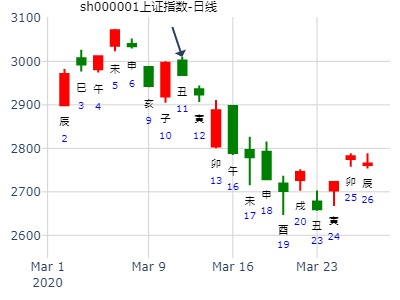 sh000001上证指数-日线
3100
3000
2900
2800
2700
2600
辰
2
巳
3
午
4
未
5
申
6
亥
9
子
10
丑
11
寅
12
卯
13
午
16
未
17
申
18
酉
19
戌
20
丑
23
寅
24
卯
25
辰
26
Mar 1
2020
Mar 9
Mar 16
Mar 23